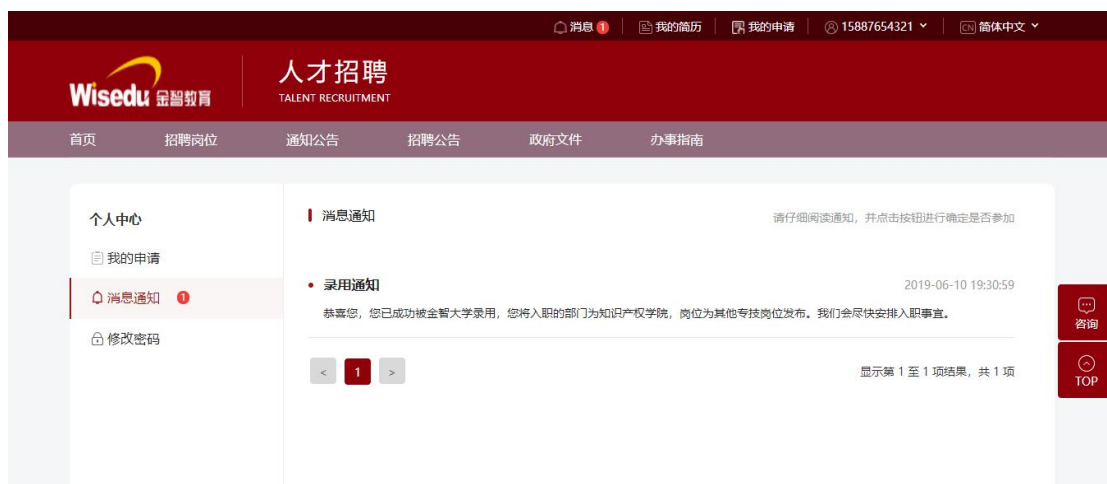 消息 1 我的简历 我的申请 15887654321 CN 简体中文
Wisedu 金智教育
人才招聘
TALENT RECRUITMENT
首页 招聘岗位 通知公告 招聘公告 政府文件 办事指南
个人中心
我的申请
消息通知 1
修改密码
消息通知 请仔细阅读通知，并点击按钮进行确定是否参加
录用通知 2019-06-10 19:30:59
恭喜您，您已成功被金智大学录用，您将入职的部门为知识产权学院，岗位为其他专技岗位发布。我们会尽快安排入职事宜。
< 1 > 显示第 1 至 1 项结果，共 1 项
咨询
TOP